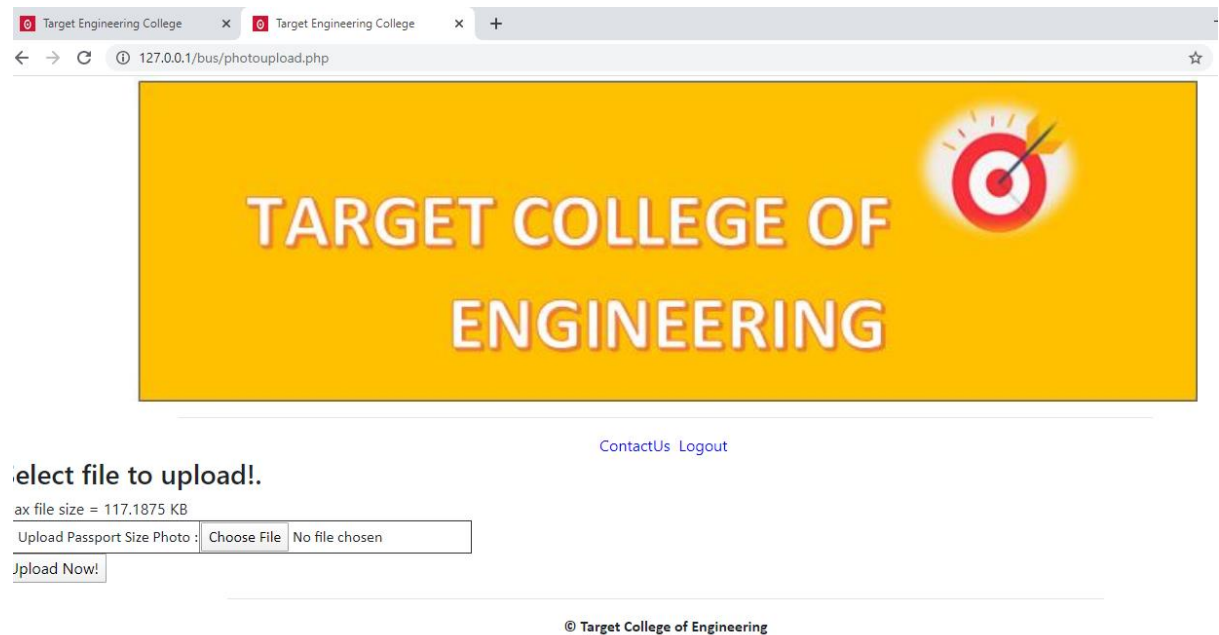 Target Engineering College Target Engineering College
127.0.0.1/bus/photoupload.php
TARGET COLLEGE OF
ENGINEERING
ContactUs Logout
elect file to upload!.
ax file size = 117.1875 KB
Upload Passport Size Photo : Choose File No file chosen
Upload Now!
© Target College of Engineering